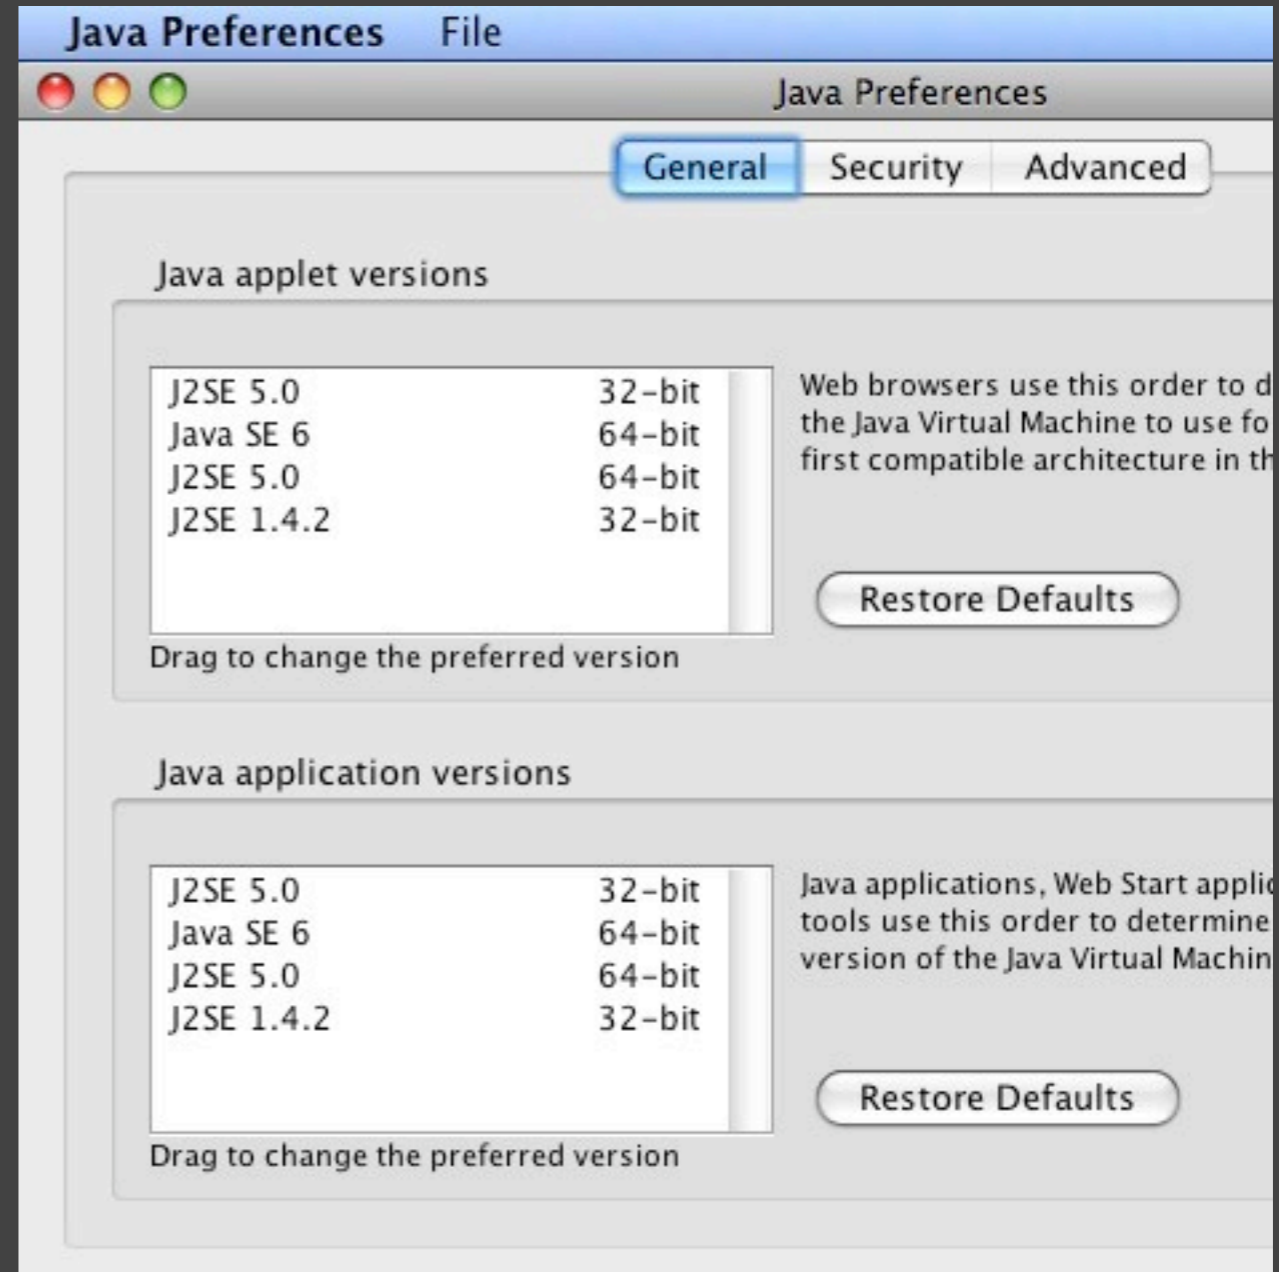 Java Preferences File
Java Preferences
General Security Advanced
Java applet versions
J2SE 5.0 32-bit
Java SE 6 64-bit
J2SE 5.0 64-bit
J2SE 1.4.2 32-bit
Web browsers use this order to
the Java Virtual Machine to use
first compatible architecture in
Restore Defaults
Drag to change the preferred version
Java application versions
J2SE 5.0 32-bit
Java SE 6 64-bit
J2SE 5.0 64-bit
J2SE 1.4.2 32-bit
Java applications, Web Start
tools use this order to determine
version of the Java Virtual
Restore Defaults
Drag to change the preferred version